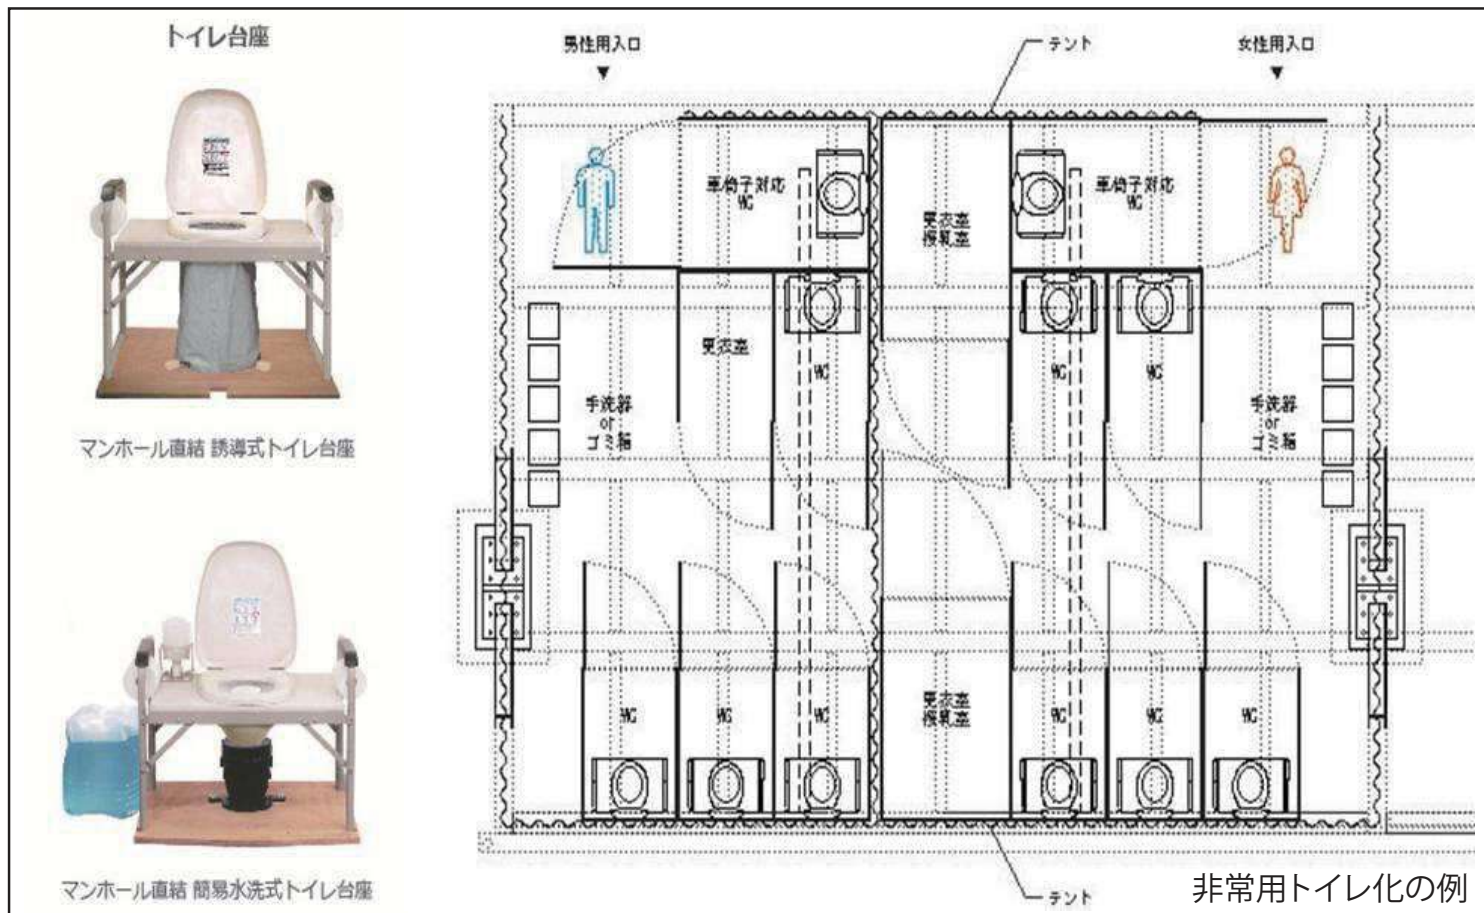 トイレ台座
マンホール直結 誘導式トイレ台座
マンホール直結 簡易水洗式トイレ台座
男性用入口
テント
女性用入口
車椅子対応
WC
車椅子対応
WC
更衣室
授乳室
更衣室
WC
WC
WC
手洗器
or
ゴミ箱
手洗器
or
ゴミ箱
WC
WC
WC
更衣室
授乳室
WC
WC
WC
テント
非常用トイレ化の例